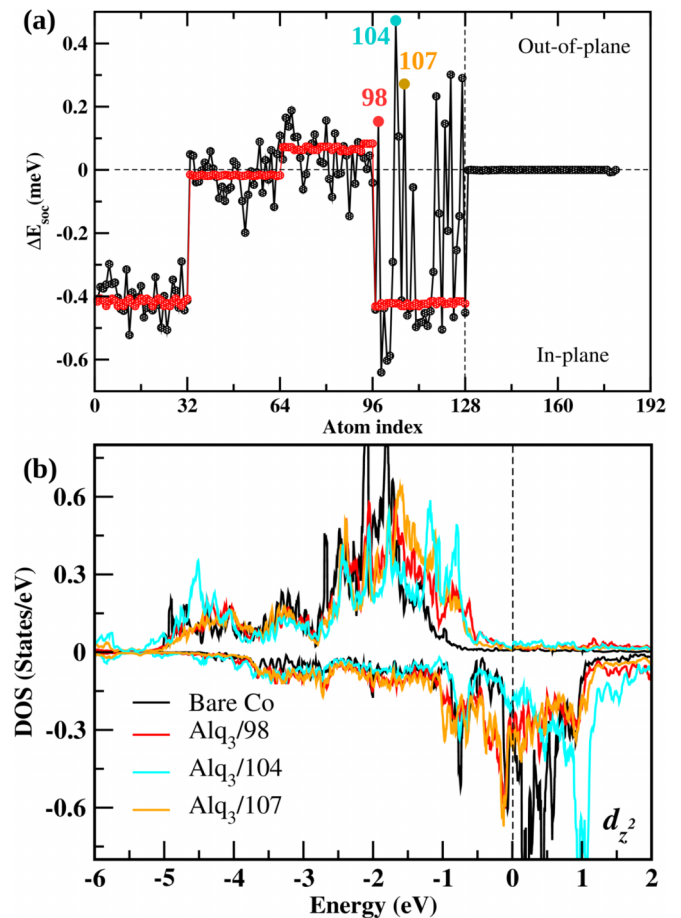 (a)
0.4
0.2
0
-0.2
-0.4
-0.6
ΔE_soc (meV)
104
107
98
Out-of-plane
In-plane
0 32 64 96 128 160 192
Atom index
(b)
0.6
0.3
0
-0.3
-0.6
DOS (States/eV)
Bare Co
Alq₃/98
Alq₃/104
Alq₃/107
d_z²
-6 -5 -4 -3 -2 -1 0 1 2
Energy (eV)